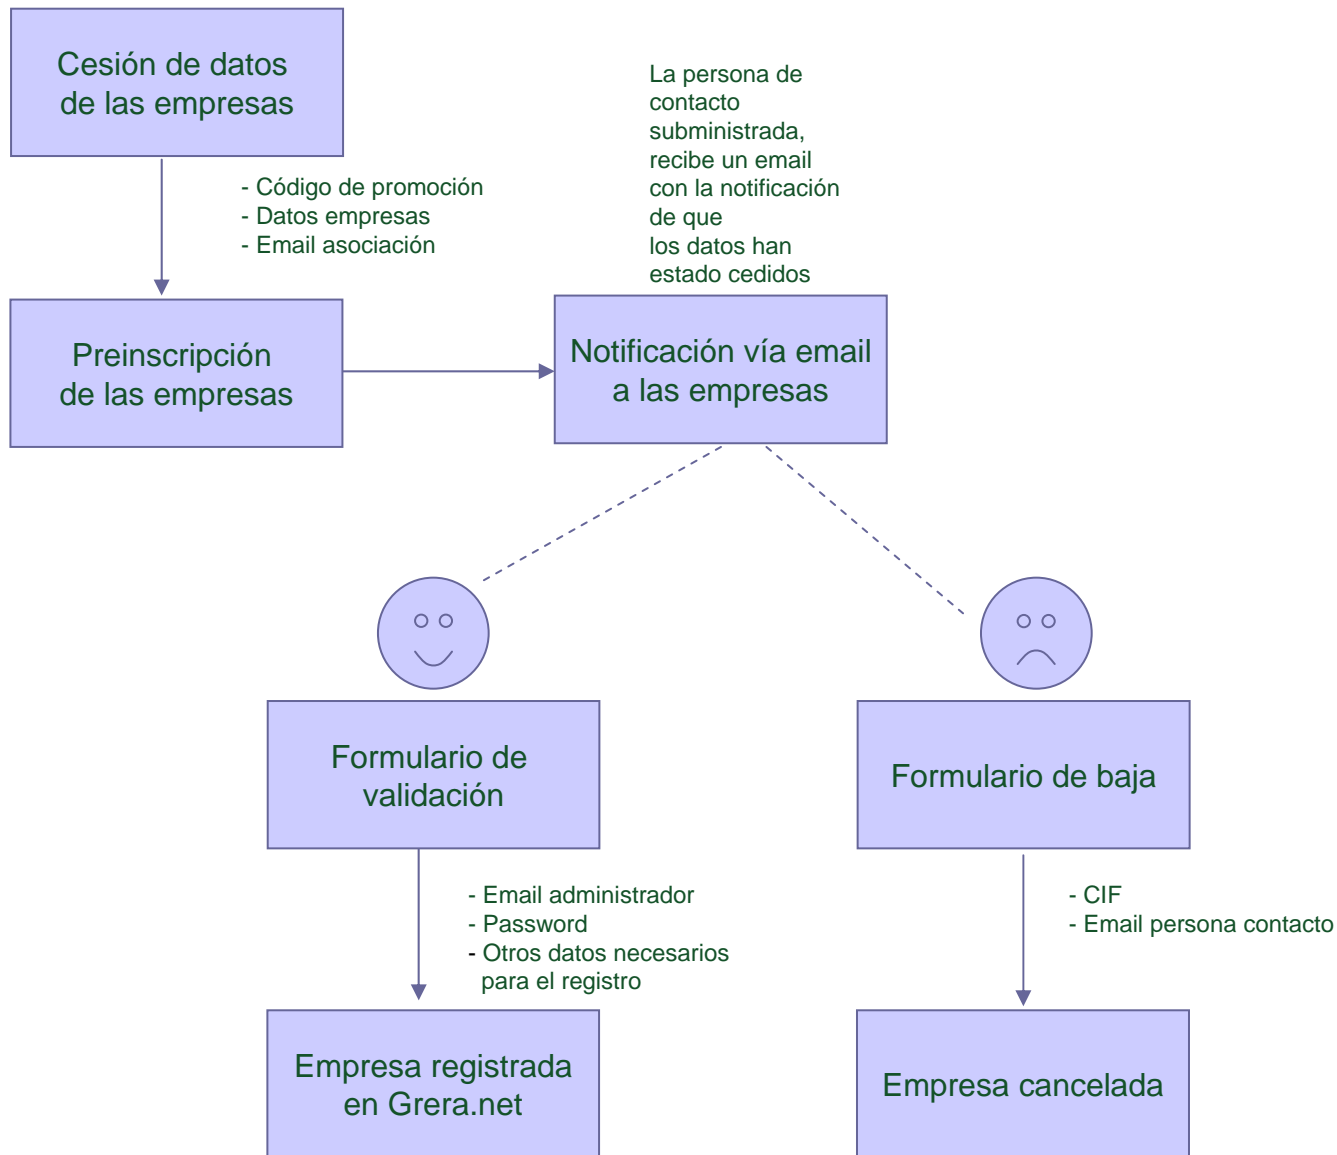 Cesión de datos
de las empresas
La persona de
contacto
subministrada,
recibe un email
con la notificación
de que
los datos han
estado cedidos
- Código de promoción
- Datos empresas
- Email asociación
Preinscripción
de las empresas
Notificación vía email
a las empresas
Formulario de
validación
Formulario de baja
- Email administrador
- Password
- Otros datos necesarios
para el registro
- CIF
- Email persona contacto
Empresa registrada
en Grera.net
Empresa cancelada